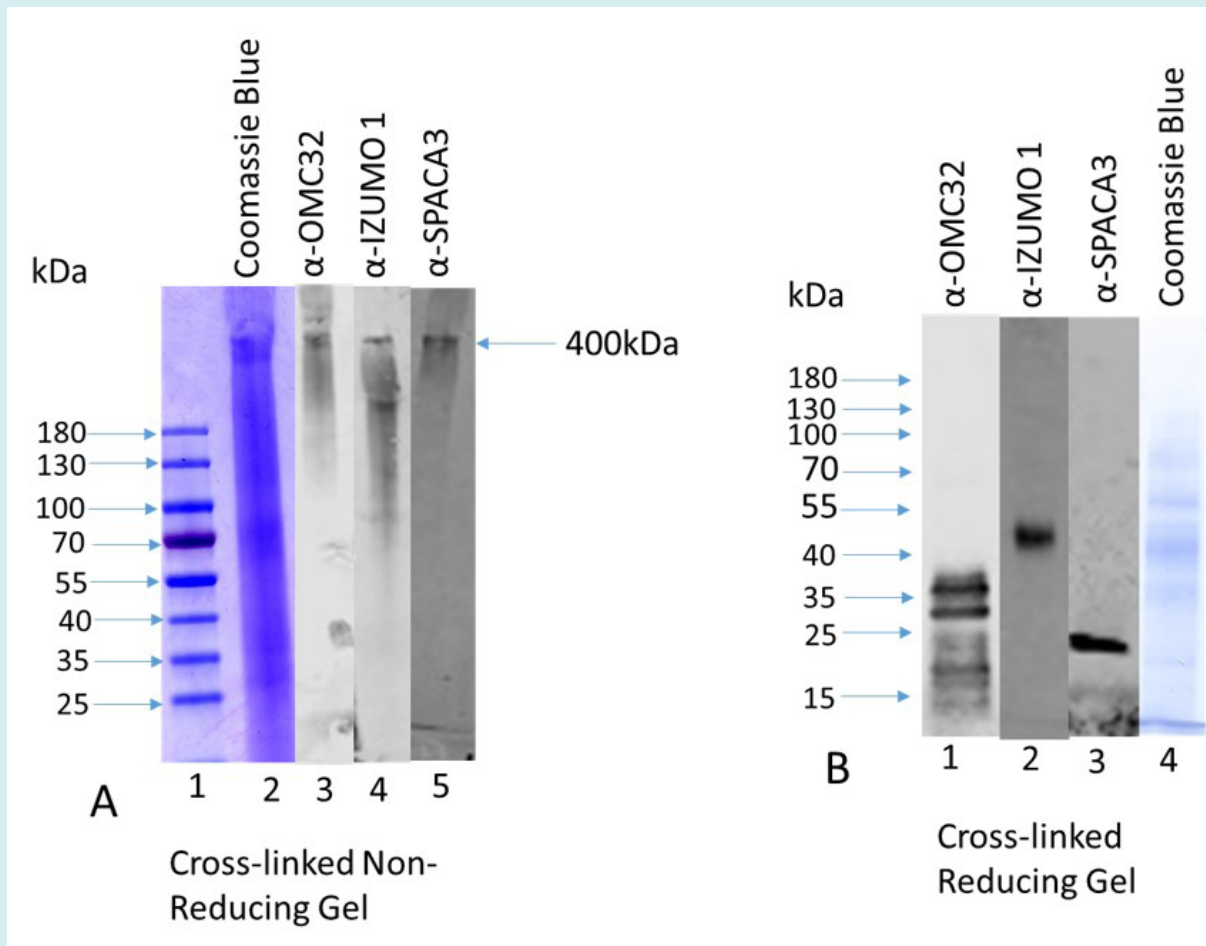 kDa
Coomassie Blue
α-OMC32
α-IZUMO 1
α-SPACA3
400kDa
180
130
100
70
55
40
35
25
1
2
3
4
5
A
Cross-linked Non-
Reducing Gel
kDa
α-OMC32
α-IZUMO 1
α-SPACA3
Coomassie Blue
180
130
100
70
55
40
35
25
15
1
2
3
4
B
Cross-linked
Reducing Gel